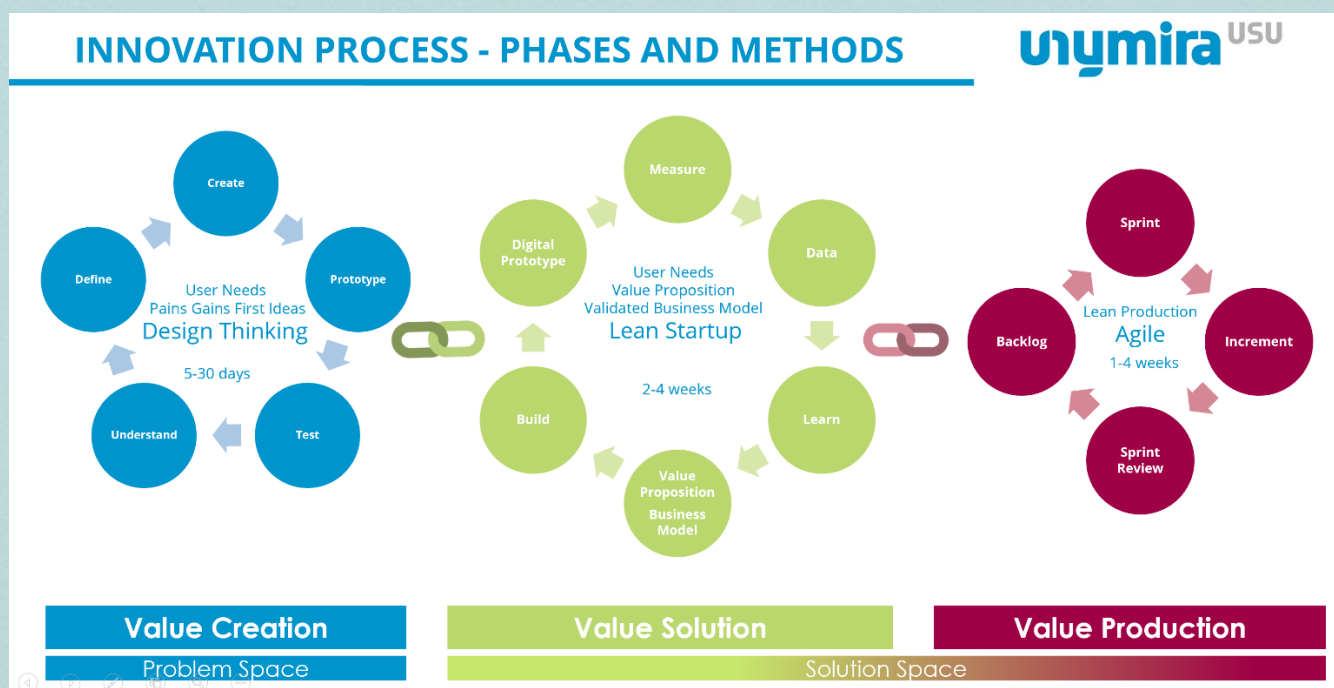 INNOVATION PROCESS - PHASES AND METHODS
unymira USU
Create
Define
Prototype
User Needs
Pains Gains First Ideas
Design Thinking
5-30 days
Understand
Test
Measure
Digital
Prototype
Data
User Needs
Value Proposition
Validated Business Model
Lean Startup
2-4 weeks
Build
Learn
Value
Proposition
Business
Model
Sprint
Backlog
Lean Production
Agile
1-4 weeks
Increment
Sprint
Review
Value Creation
Value Solution
Value Production
Problem Space
Solution Space